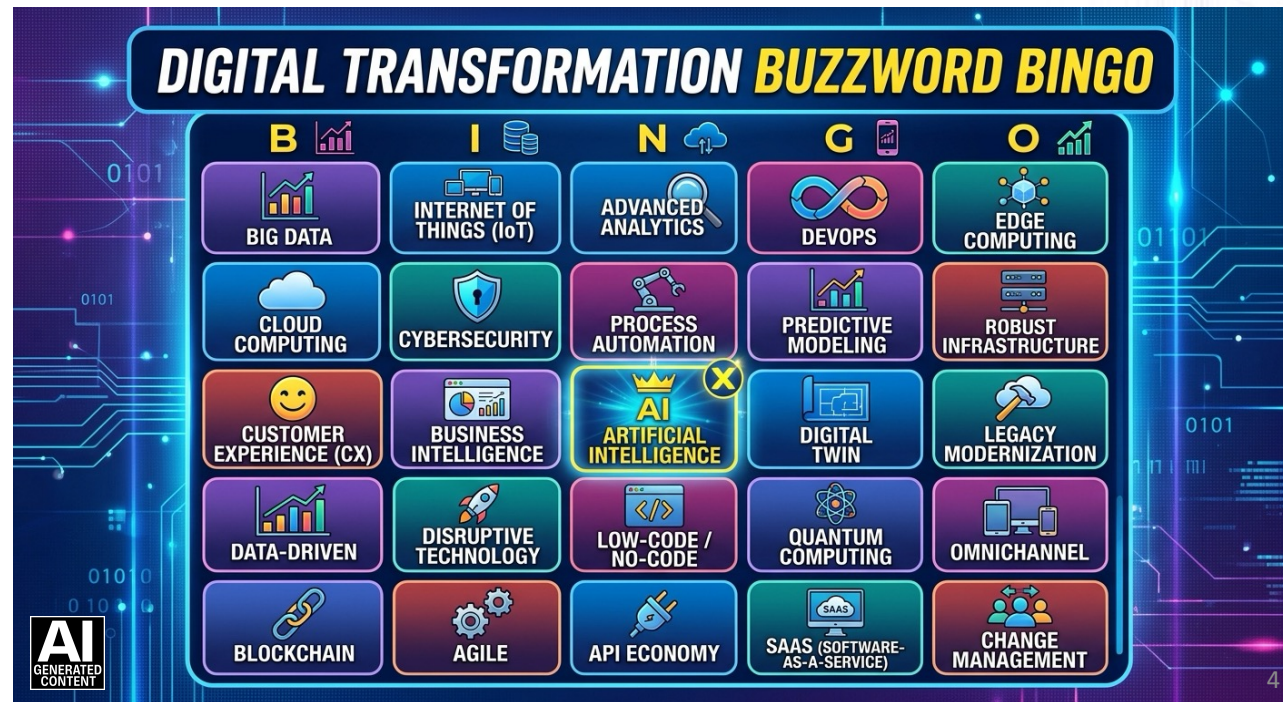 DIGITAL TRANSFORMATION BUZZWORD BINGO
B I N G O
BIG DATA
INTERNET OF
THINGS (IoT)
ADVANCED
ANALYTICS
DEVOPS
EDGE
COMPUTING
CLOUD
COMPUTING
CYBERSECURITY
PROCESS
AUTOMATION
PREDICTIVE
MODELING
ROBUST
INFRASTRUCTURE
CUSTOMER
EXPERIENCE (CX)
BUSINESS
INTELLIGENCE
X
AI
ARTIFICIAL
INTELLIGENCE
DIGITAL
TWIN
LEGACY
MODERNIZATION
DATA-DRIVEN
DISRUPTIVE
TECHNOLOGY
</>
LOW-CODE /
NO-CODE
QUANTUM
COMPUTING
OMNICHANNEL
BLOCKCHAIN
AGILE
API ECONOMY
SAAS
SAAS (SOFTWARE-
AS-A-SERVICE)
CHANGE
MANAGEMENT
0101
0101
01101
0101
01010
AI
GENERATED
CONTENT
4